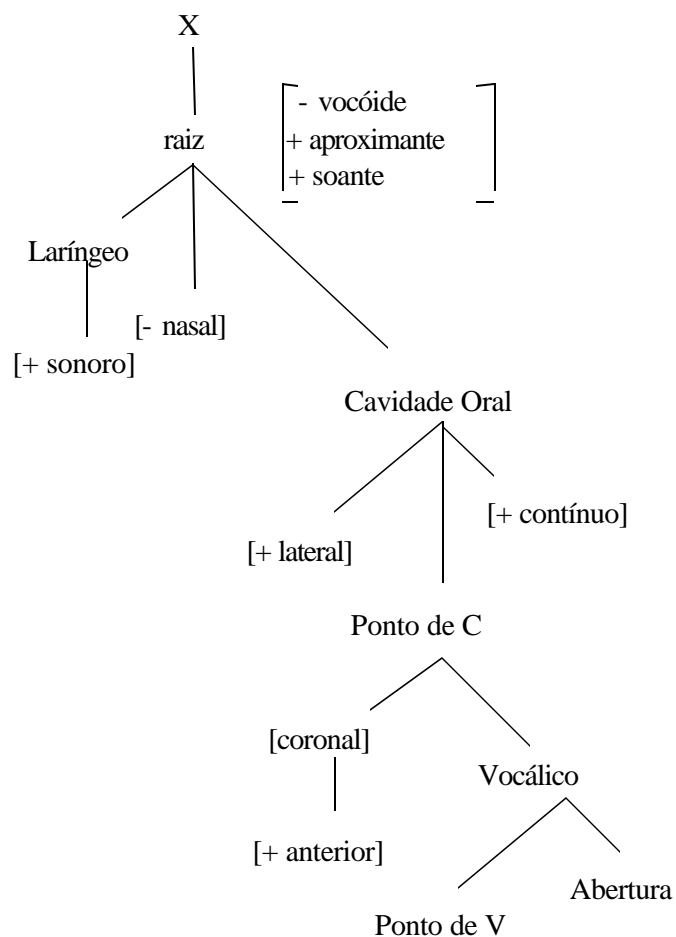 X
- vocóide
raiz
+ aproximante
+ soante
Laríngeo
[- nasal]
[+ sonoro]
Cavidade Oral
[+ contínuo]
[+ lateral]
Ponto de C
[coronal]
Vocálico
[+ anterior]
Abertura
Ponto de V